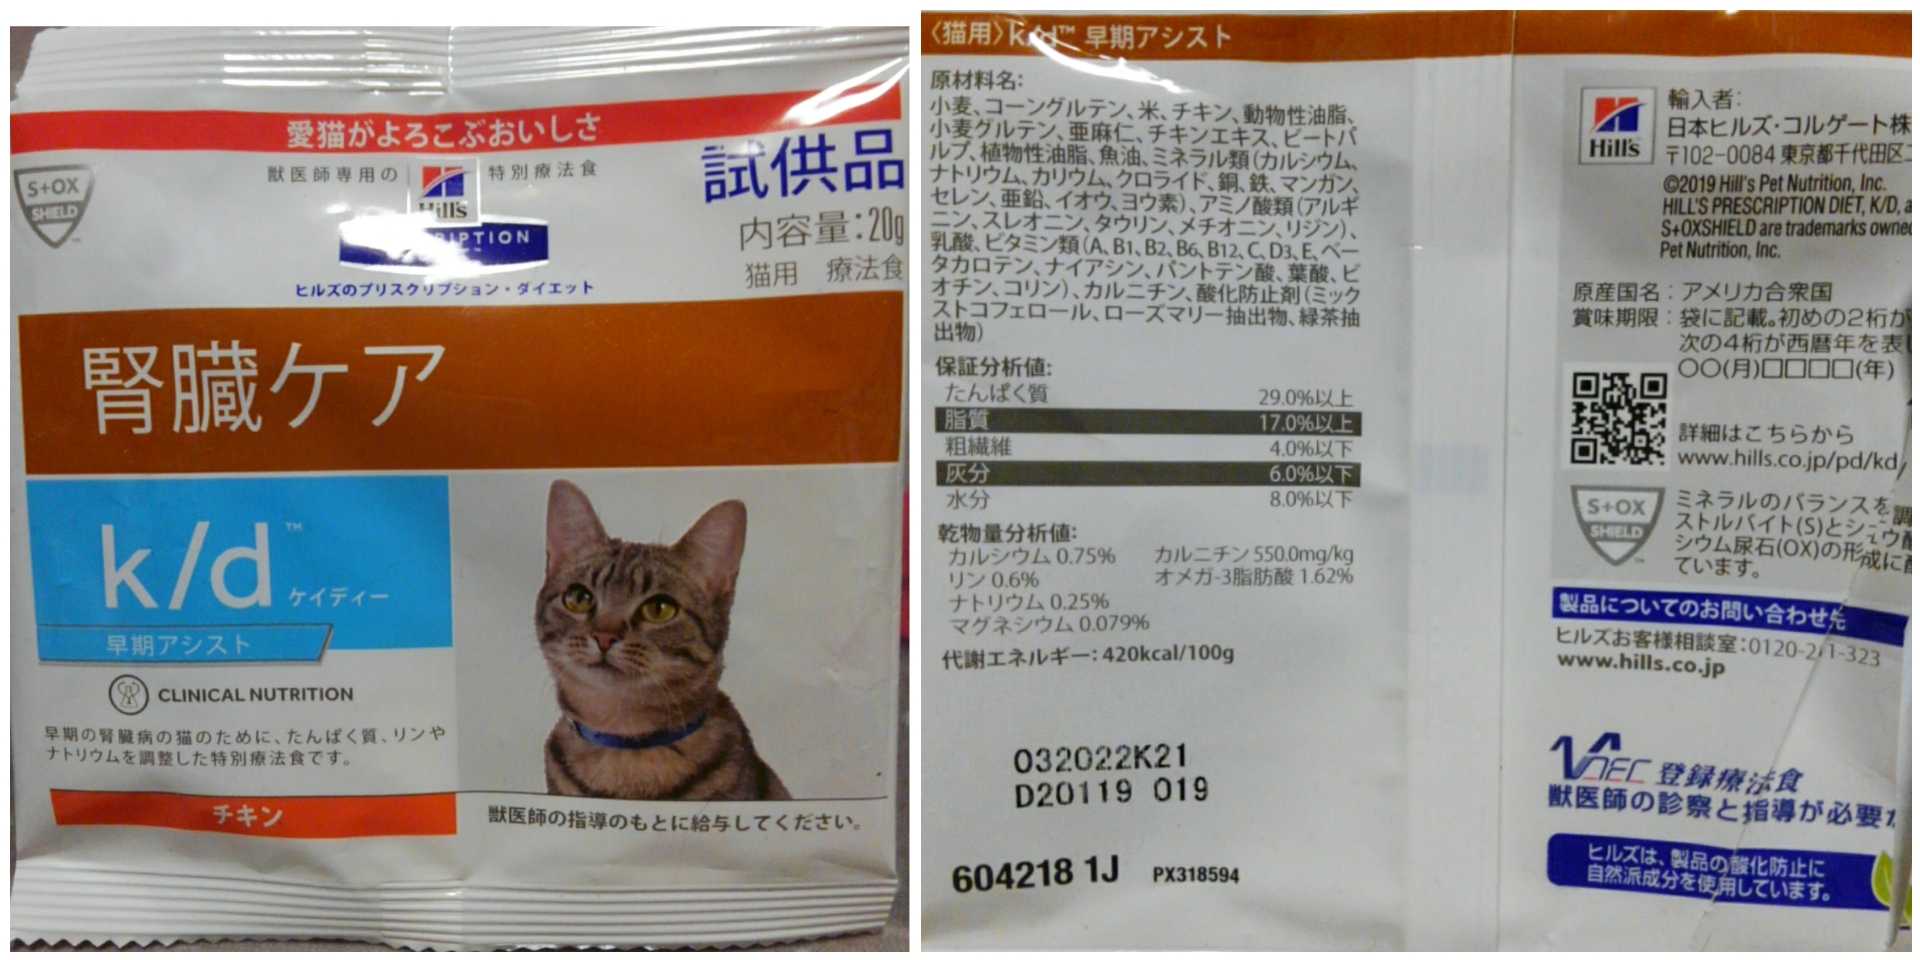 愛猫がよろこぶおいしさ
獣医師専用の Hill's 特別療法食
S+OX
SHIELD
試供品
内容量:20g
猫用 療法食
ヒルズのプリスクリプション・ダイエット
腎臓ケア
k/d™ ケイディー
早期アシスト
CLINICAL NUTRITION
早期の腎臓病の猫のために、たんぱく質、リンや
ナトリウムを調整した特別療法食です。
チキン
獣医師の指導のもとに給与してください。
〈猫用〉k/d™ 早期アシスト
原材料名:
小麦、コーングルテン、米、チキン、動物性油脂、
小麦グルテン、亜麻仁、チキンエキス、ビートパ
ルプ、植物性油脂、魚油、ミネラル類(カルシウム、
ナトリウム、カリウム、クロライド、銅、鉄、マンガン、
セレン、亜鉛、イオウ、ヨウ素)、アミノ酸類(アルギ
ニン、スレオニン、タウリン、メチオニン、リジン)、
乳酸、ビタミン類(A、B1、B2、B6、B12、C、D3、E、ベー
タカロテン、ナイアシン、パントテン酸、葉酸、ビ
オチン、コリン)、カルニチン、酸化防止剤(ミック
ストコフェロール、ローズマリー抽出物、緑茶抽
出物)
保証分析値:
たんぱく質 29.0%以上
脂質 17.0%以上
粗繊維 4.0%以下
灰分 6.0%以下
水分 8.0%以下
乾物量分析値:
カルシウム 0.75% カルニチン 550.0mg/kg
リン 0.6% オメガ-3脂肪酸 1.62%
ナトリウム 0.25%
マグネシウム 0.079%
代謝エネルギー:420kcal/100g
032022K21
D20119 019
604218 1J PX318594
Hill's
輸入者:
日本ヒルズ・コルゲート株
〒102-0084 東京都千代田区
©2019 Hill's Pet Nutrition, Inc.
HILL'S PRESCRIPTION DIET, K/D, a
S+OXSHIELD are trademarks owned
Pet Nutrition, Inc.
原産国名:アメリカ合衆国
賞味期限:袋に記載。初めの2桁が
次の4桁が西暦年を表
〇〇(月)□□□□(年)
詳細はこちらから
www.hills.co.jp/pd/kd
S+OX
SHIELD
ミネラルのバランスを調
ストルバイト(S)とシュウ酸
シウム尿石(OX)の形成に
ています。
製品についてのお問い合わせ先
ヒルズお客様相談室:0120-211-323
www.hills.co.jp
登録療法食
獣医師の診察と指導が必要
ヒルズは、製品の酸化防止に
自然派成分を使用しています。